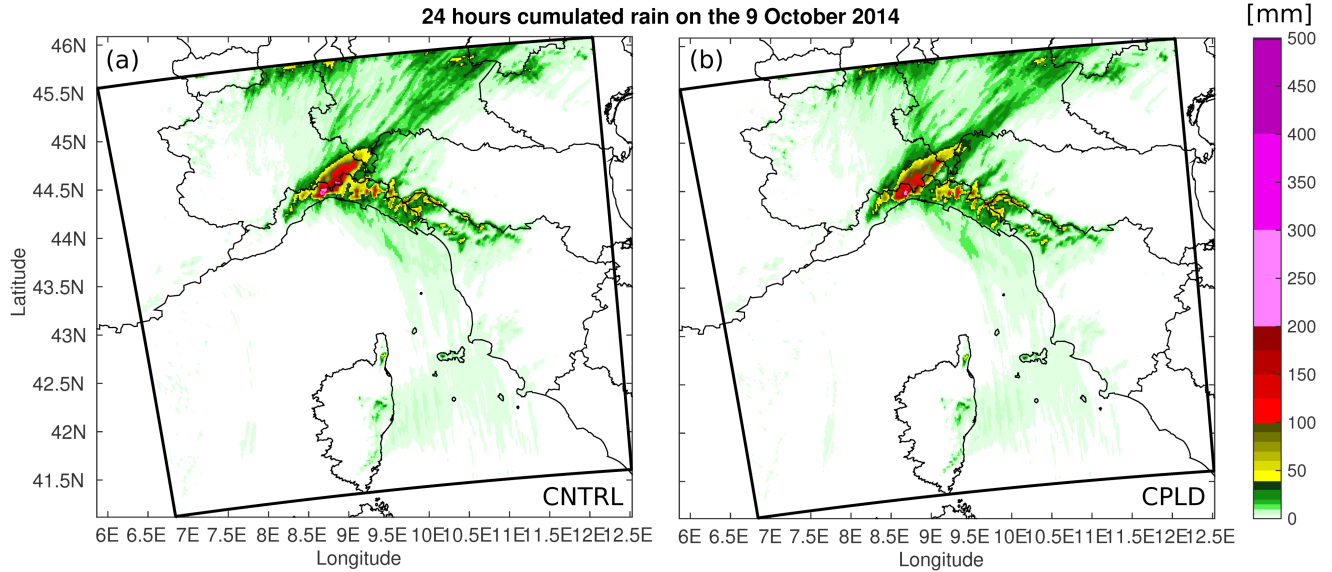 24 hours cumulated rain on the 9 October 2014
[mm]
(a)
(b)
46N
45.5N
45N
44.5N
44N
43.5N
43N
42.5N
42N
41.5N
Latitude
CNTRL
CPLD
500
450
400
350
300
250
200
150
100
50
0
6E 6.5E 7E 7.5E 8E 8.5E 9E 9.5E 10E 10.5E 11E 11.5E 12E 12.5E
6E 6.5E 7E 7.5E 8E 8.5E 9E 9.5E 10E 10.5E 11E 11.5E 12E 12.5E
Longitude
Longitude